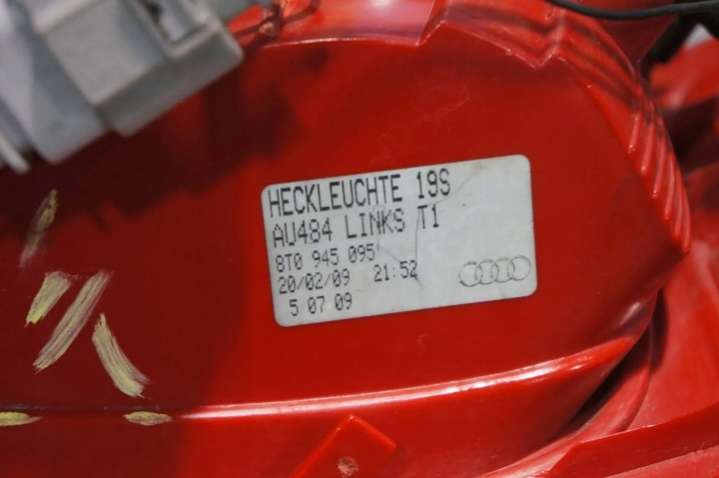 HECKLEUCHTE 19S
AU484 LINKS T1
8T0 945 095
20/02/09 21:52
5 07 09